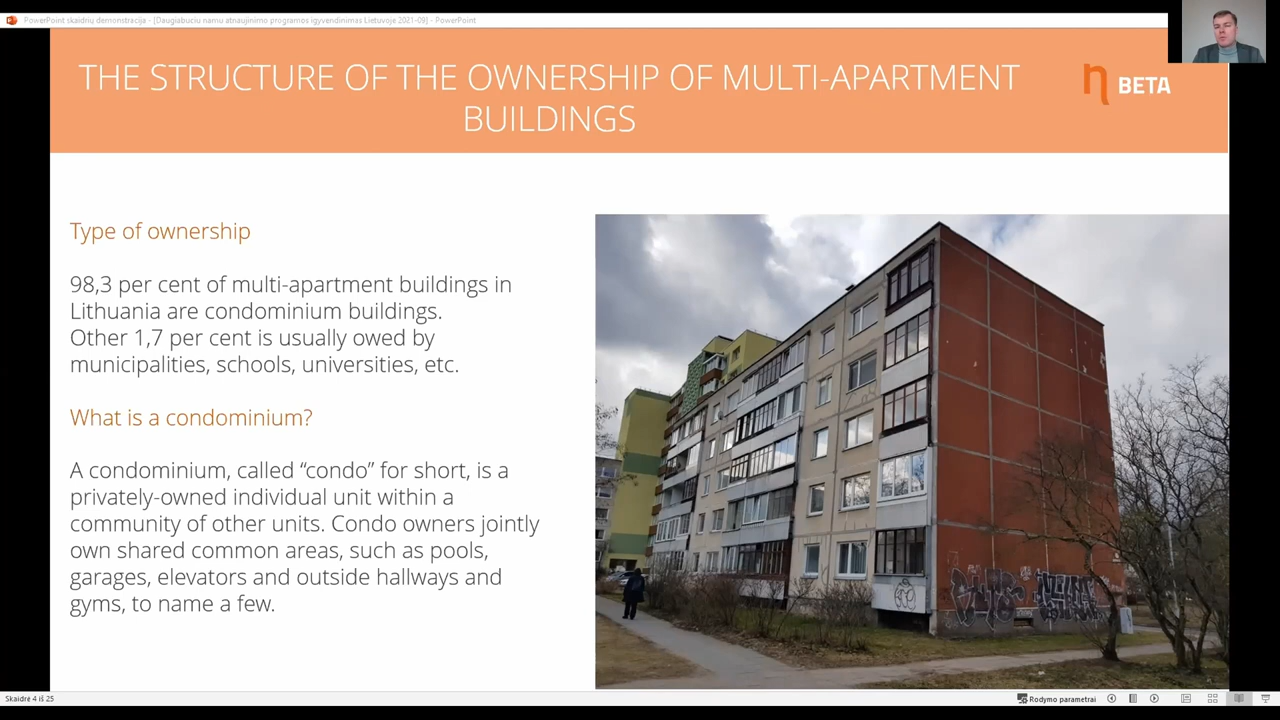 PowerPoint skaidrių demonstracija - [Daugiabuciu namu atnaujinimo programos igyvendinimas Lietuvoje 2021-09] - PowerPoint
THE STRUCTURE OF THE OWNERSHIP OF MULTI-APARTMENT
BUILDINGS
η BETA
Type of ownership
98,3 per cent of multi-apartment buildings in
Lithuania are condominium buildings.
Other 1,7 per cent is usually owed by
municipalities, schools, universities, etc.
What is a condominium?
A condominium, called “condo” for short, is a
privately-owned individual unit within a
community of other units. Condo owners jointly
own shared common areas, such as pools,
garages, elevators and outside hallways and
gyms, to name a few.
Skaidrė 4 iš 25
Rodymo parametrai